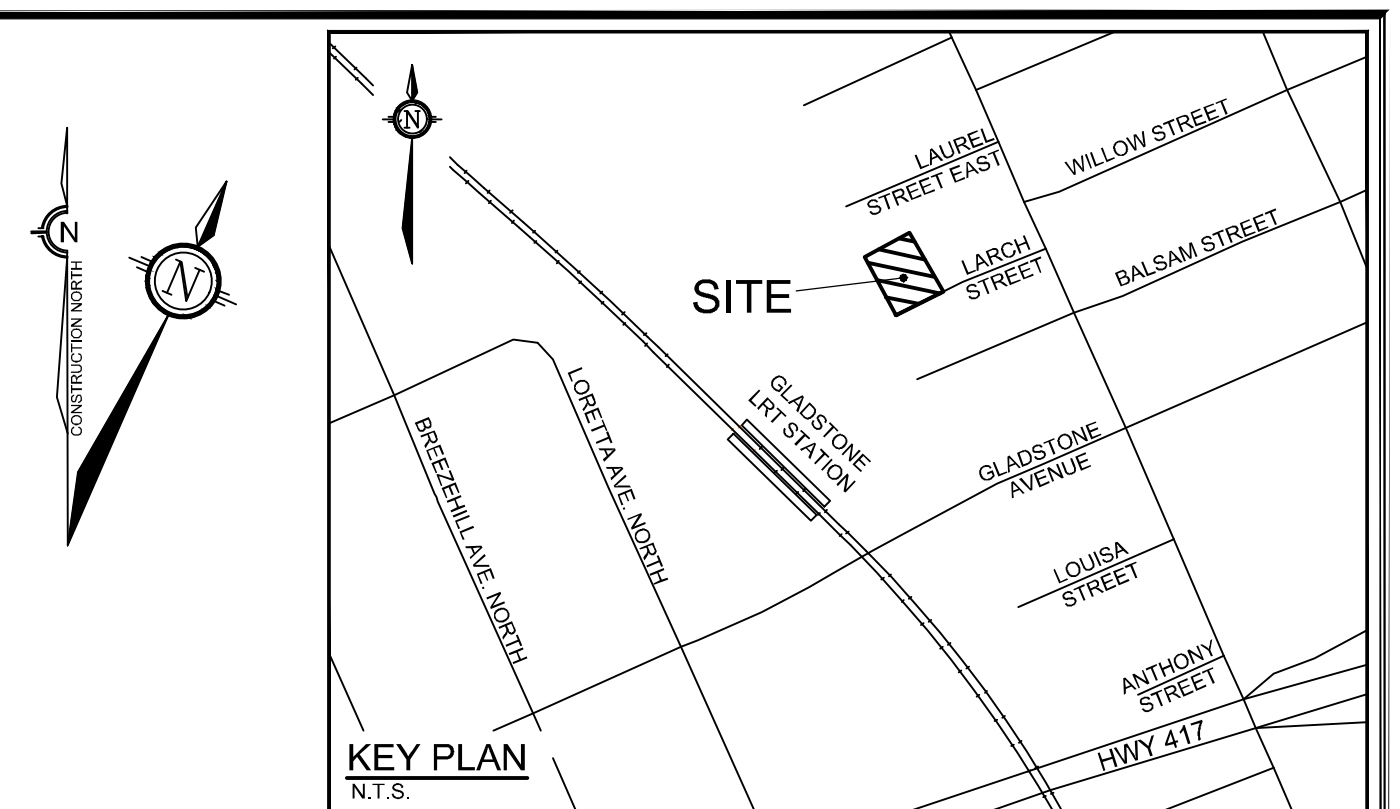 N
CONSTRUCTION NORTH
N
N
LAUREL
STREET EAST
WILLOW STREET
LARCH
STREET
BALSAM STREET
SITE
GLADSTONE
LRT STATION
LORETTA AVE. NORTH
BREEZEHILL AVE. NORTH
GLADSTONE
AVENUE
LOUISA
STREET
ANTHONY
STREET
HWY 417
KEY PLAN
N.T.S.